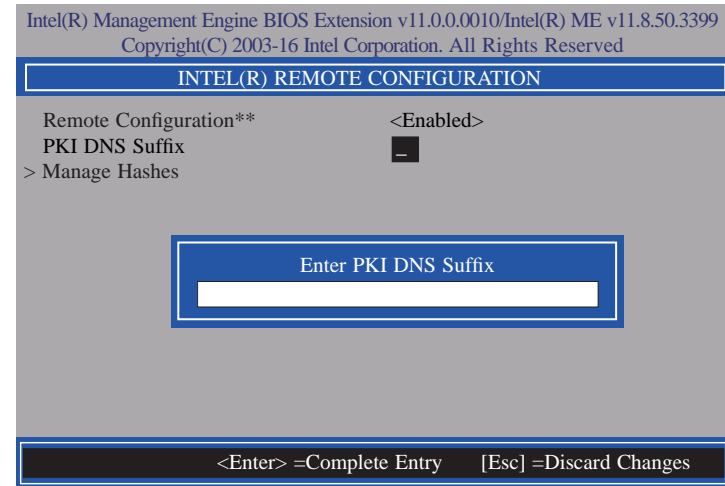 Intel(R) Management Engine BIOS Extension v11.0.0.0010/Intel(R) ME v11.8.50.3399
Copyright(C) 2003-16 Intel Corporation. All Rights Reserved
INTEL(R) REMOTE CONFIGURATION
Remote Configuration** <Enabled>
PKI DNS Suffix _
> Manage Hashes
Enter PKI DNS Suffix
<Enter> =Complete Entry [Esc] =Discard Changes